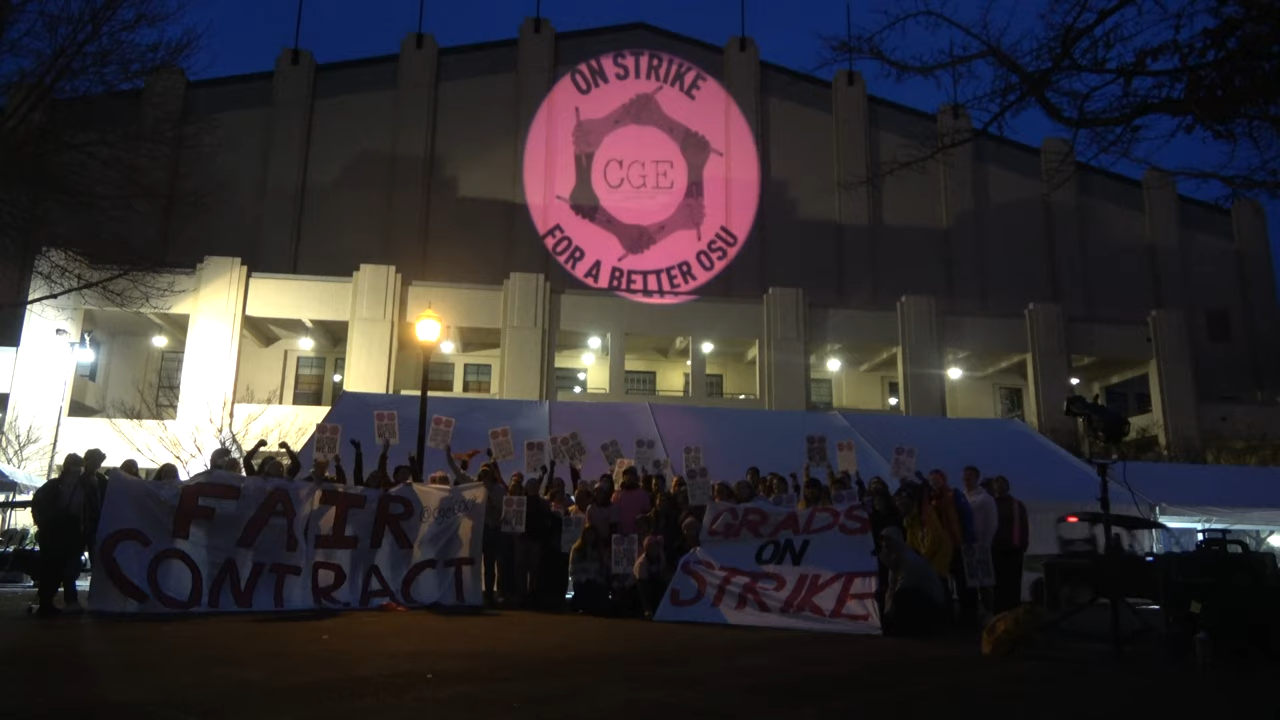 ON STRIKE
CGE
FOR A BETTER OSU
FAIR
CONTRACT
GRADS
ON
STRIKE